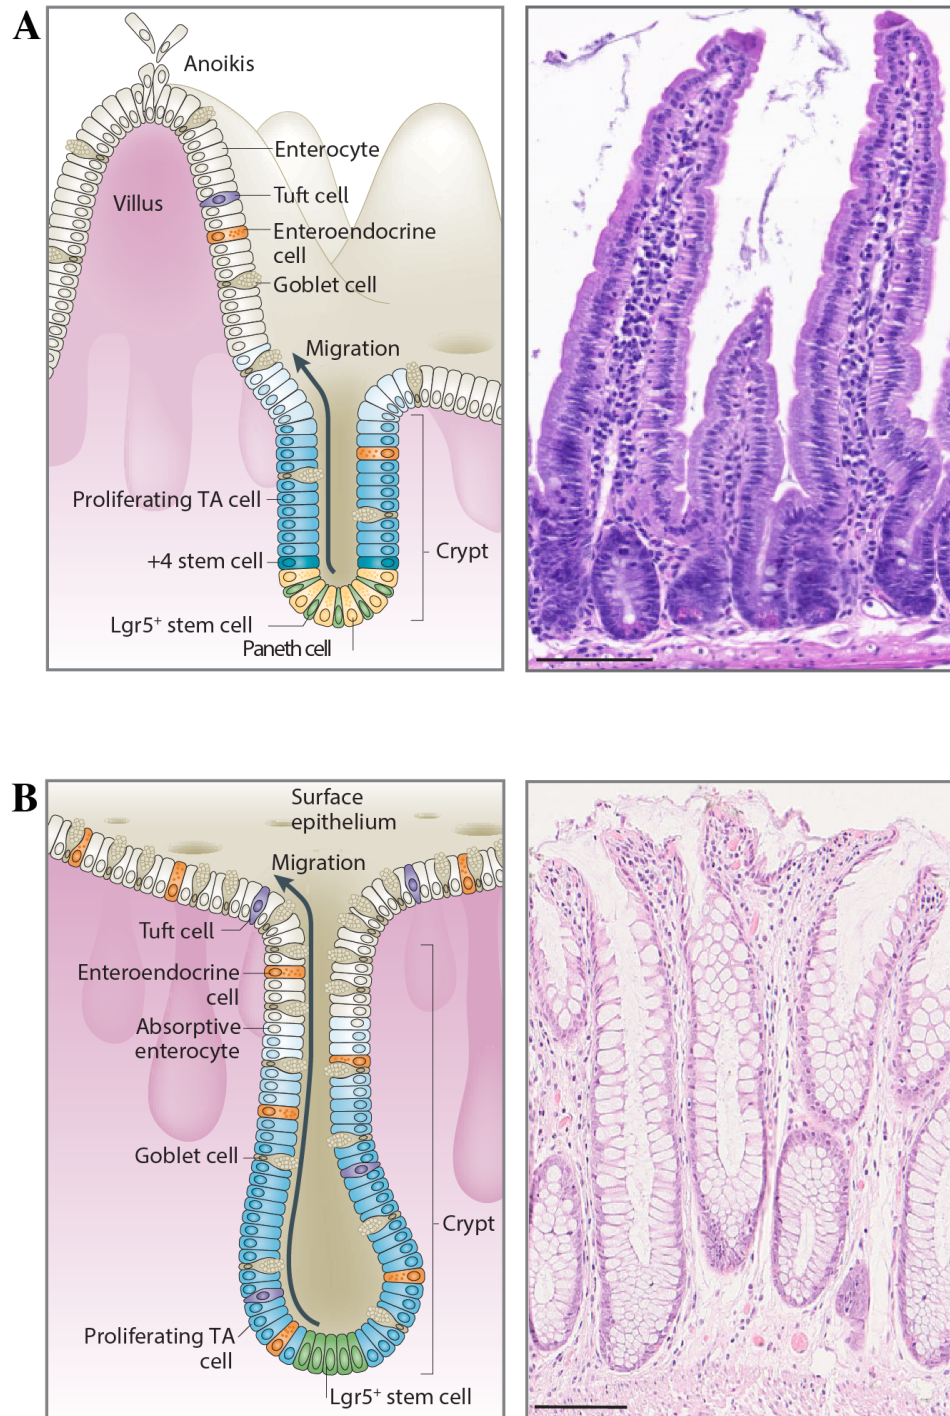 A
Anoikis
Enterocyte
Villus
Tuft cell
Enteroendocrine
cell
Goblet cell
Migration
Proliferating TA cell
+4 stem cell
Crypt
Lgr5⁺ stem cell
Paneth cell
B
Surface
epithelium
Migration
Tuft cell
Enteroendocrine
cell
Absorptive
enterocyte
Goblet cell
Crypt
Proliferating TA
cell
Lgr5⁺ stem cell